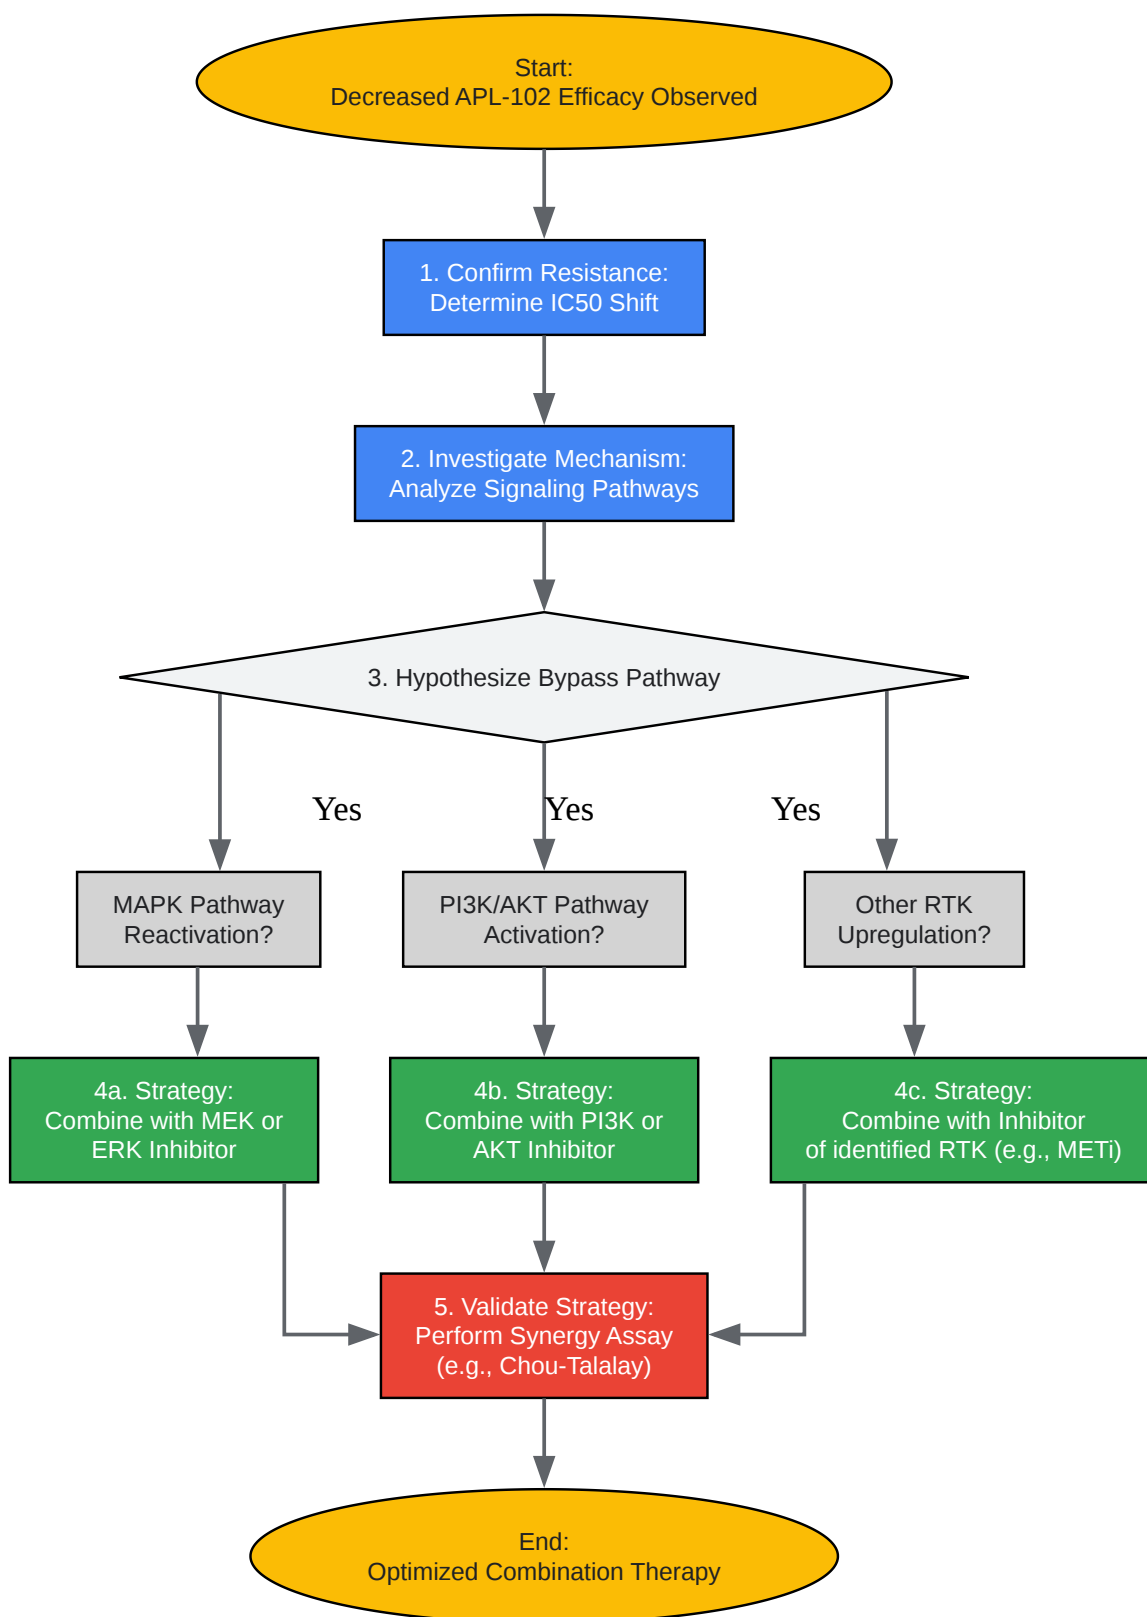 Start:
Decreased APL-102 Efficacy Observed
1. Confirm Resistance:
Determine IC50 Shift
2. Investigate Mechanism:
Analyze Signaling Pathways
3. Hypothesize Bypass Pathway
Yes
Yes
Yes
MAPK Pathway
Reactivation?
PI3K/AKT Pathway
Activation?
Other RTK
Upregulation?
4a. Strategy:
Combine with MEK or
ERK Inhibitor
4b. Strategy:
Combine with PI3K or
AKT Inhibitor
4c. Strategy:
Combine with Inhibitor
of identified RTK (e.g., METi)
5. Validate Strategy:
Perform Synergy Assay
(e.g., Chou-Talalay)
End:
Optimized Combination Therapy